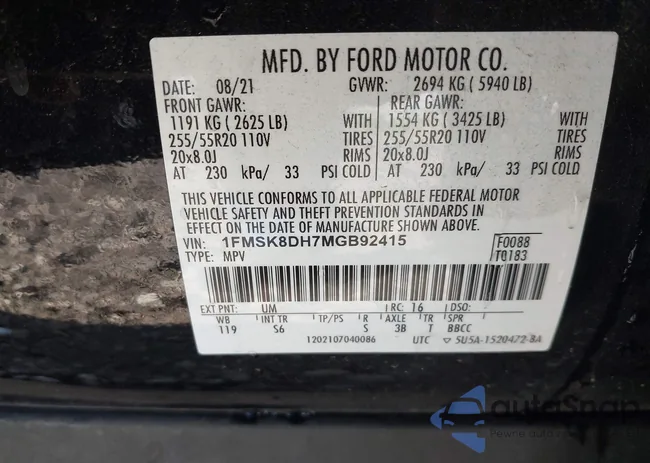 MFD. BY FORD MOTOR CO.
DATE: 08/21 GVWR: 2694 KG ( 5940 LB)
FRONT GAWR: REAR GAWR:
1191 KG ( 2625 LB) WITH 1554 KG ( 3425 LB) WITH
255/55R20 110V TIRES 255/55R20 110V TIRES
20x8.0J RIMS 20x8.0J RIMS
AT 230 kPa/ 33 PSI COLD AT 230 kPa/ 33 PSI COLD
THIS VEHICLE CONFORMS TO ALL APPLICABLE FEDERAL MOTOR
VEHICLE SAFETY AND THEFT PREVENTION STANDARDS IN
EFFECT ON THE DATE OF MANUFACTURE SHOWN ABOVE.
VIN: 1FMSK8DH7MGB92415 F0088
TYPE: MPV T0183
EXT PNT: UM RC: 16 DSO:
WB INT TR TP/PS R AXLE TR SPR
119 S6 S 3B T BBCC
1202107040086 UTC ▽ 5U5A-1520472-BA
autoSnap
Pewne auto z